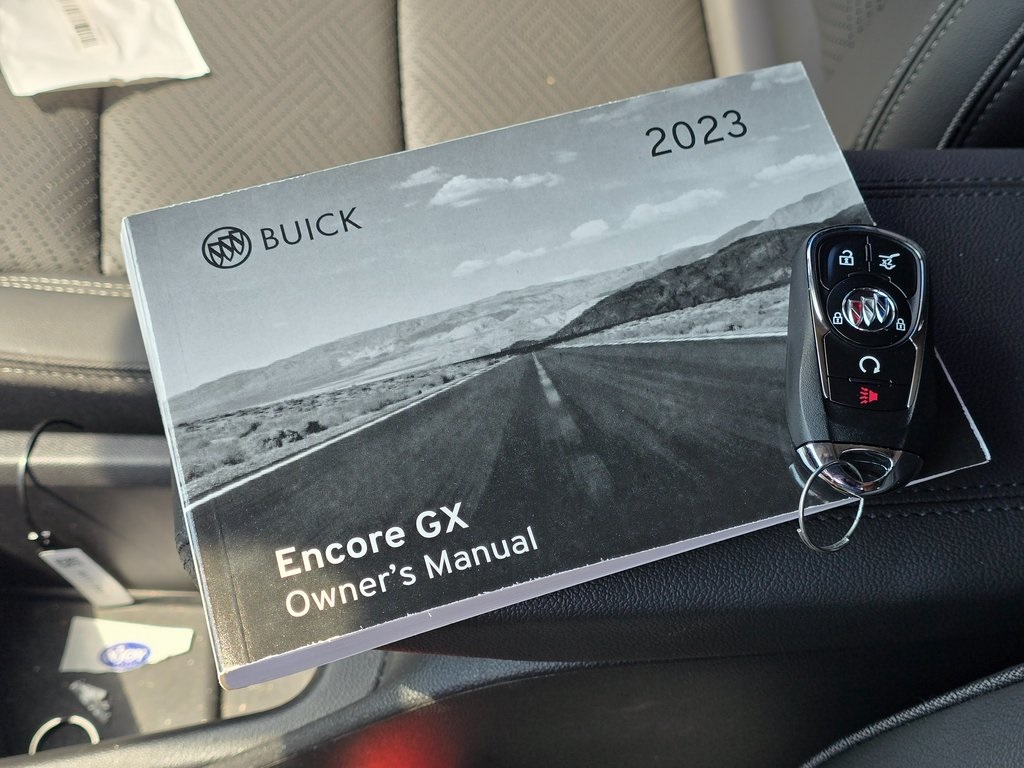 2023
BUICK
Encore GX
Owner's Manual